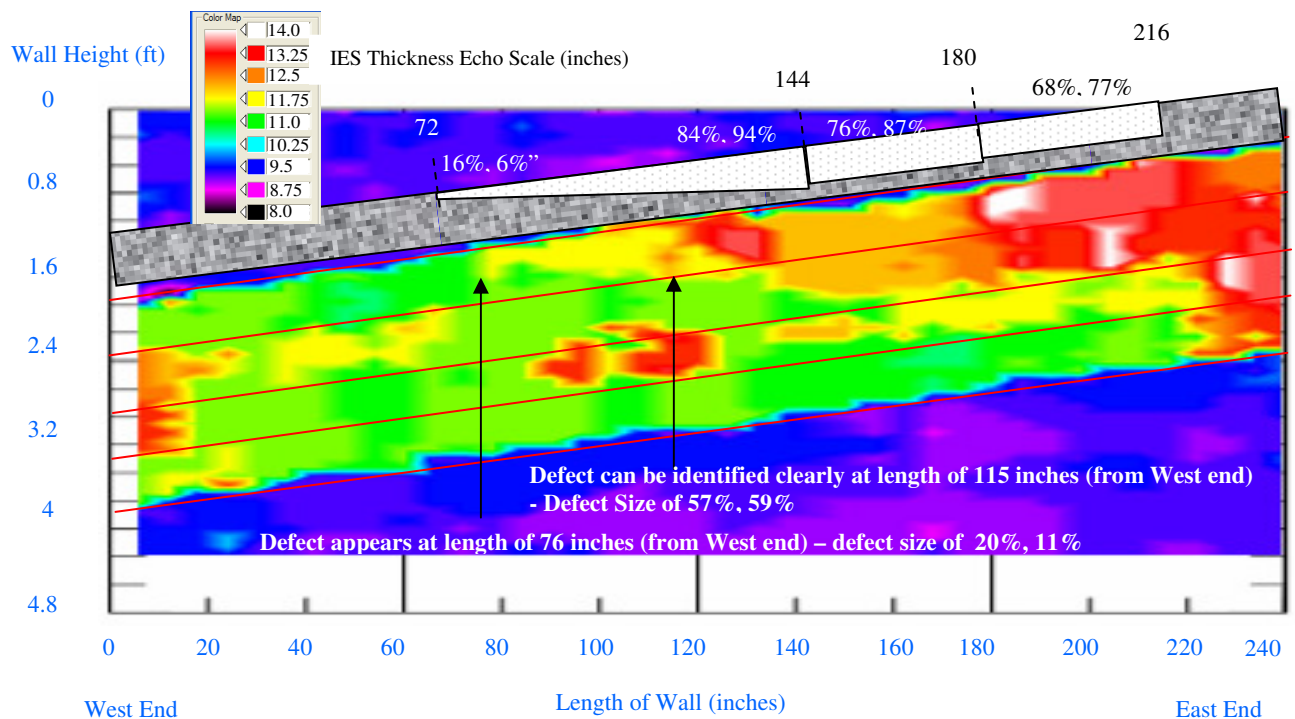 Color Map
14.0
13.25
12.5
11.75
11.0
10.25
9.5
8.75
8.0
Wall Height (ft)
IES Thickness Echo Scale (inches)
72
144
180
216
16%, 6%”
84%, 94%
76%, 87%
68%, 77%
0
0.8
1.6
2.4
3.2
4
4.8
Defect can be identified clearly at length of 115 inches (from West end)
- Defect Size of 57%, 59%
Defect appears at length of 76 inches (from West end) – defect size of 20%, 11%
0 20 40 60 80 100 120 140 160 180 200 220 240
West End
Length of Wall (inches)
East End